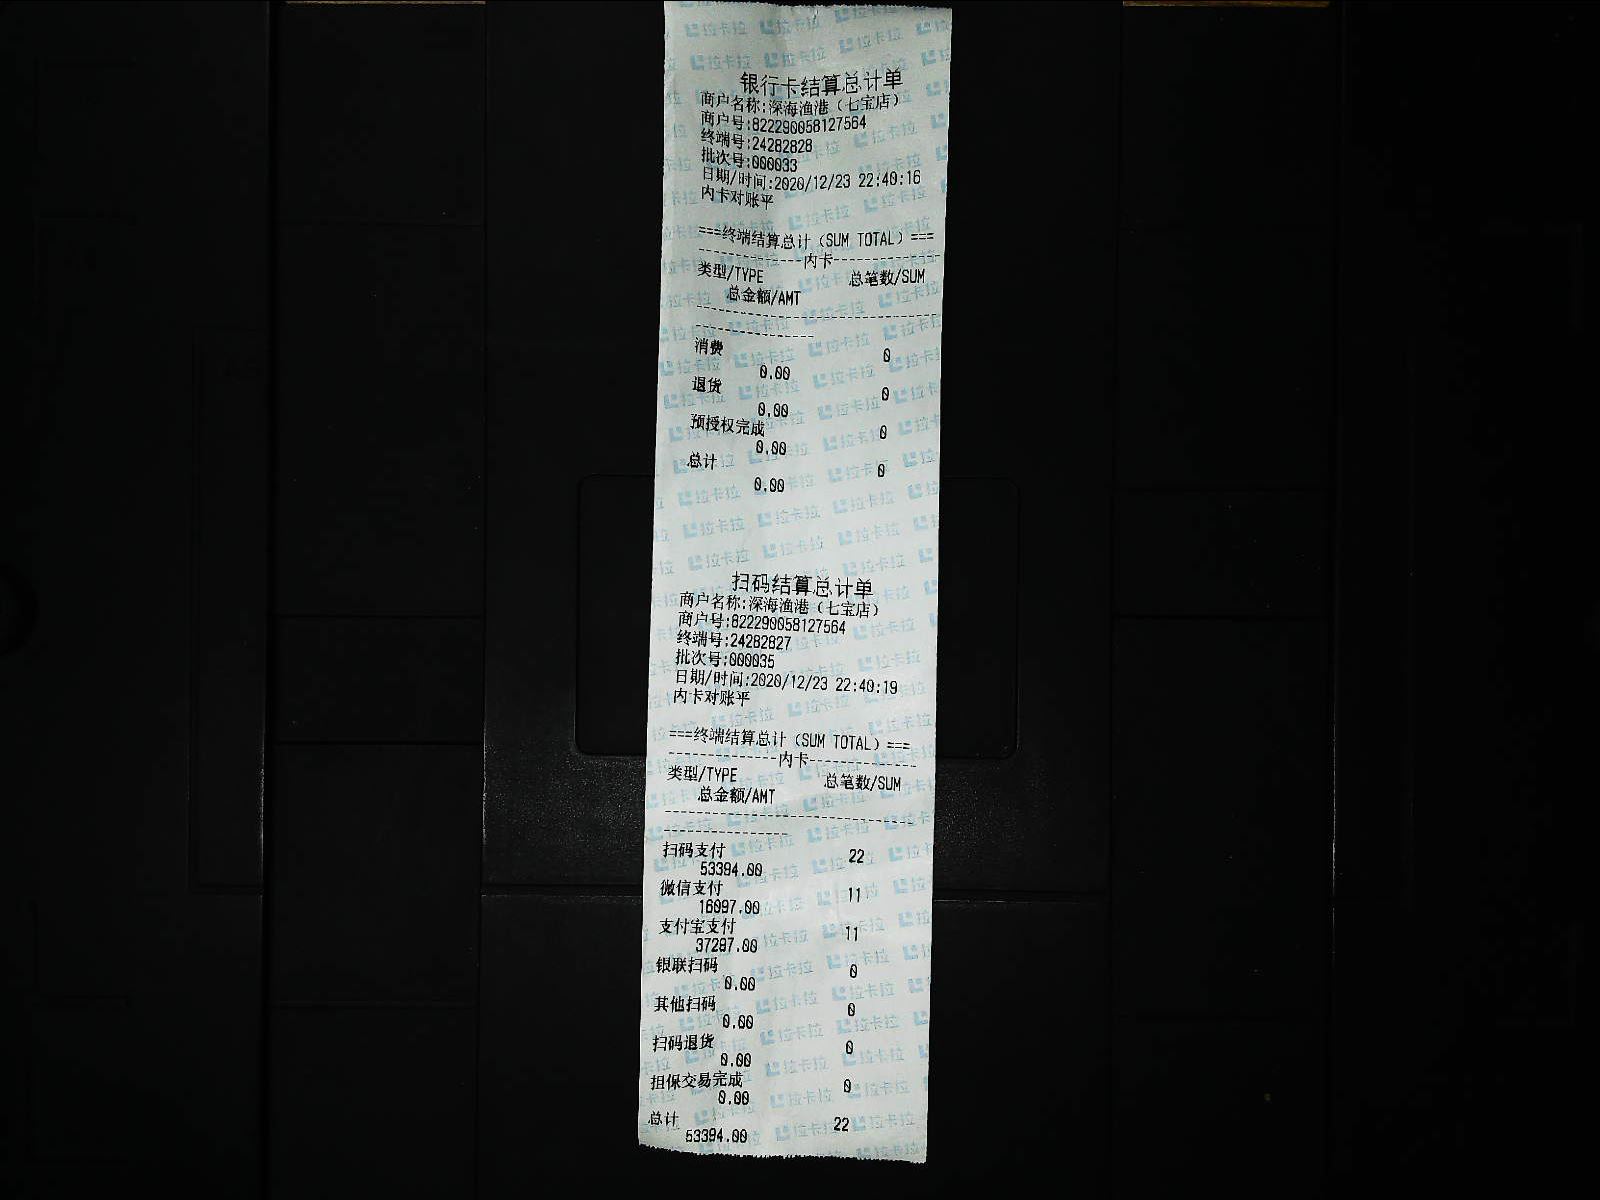 银行卡结算总计单
商户名称:深海渔港（七宝店）
商户号:822290058127564
终端号:24282828
批次号:000033
日期/时间:2020/12/23 22:40:16
内卡对账平
===终端结算总计（SUM TOTAL）===
----------------内卡----------------
类型/TYPE 总笔数/SUM
总金额/AMT
消费 0
0.00
退货 0
0.00
预授权完成 0
0.00
总计 0
0.00
扫码结算总计单
商户名称:深海渔港（七宝店）
商户号:822290058127564
终端号:24282827
批次号:000035
日期/时间:2020/12/23 22:40:19
内卡对账平
===终端结算总计（SUM TOTAL）===
----------------内卡----------------
类型/TYPE 总笔数/SUM
总金额/AMT
扫码支付 22
53394.00
微信支付 11
16097.00
支付宝支付 11
37297.00
银联扫码 0
0.00
其他扫码 0
0.00
扫码退货 0
0.00
担保交易完成 0
0.00
总计 22
53394.00